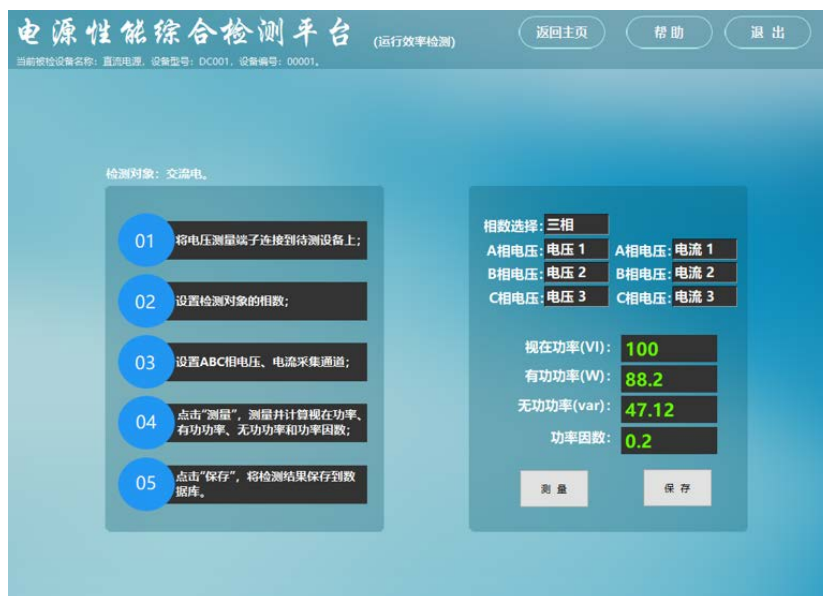 电源性能综合检测平台 (运行效率检测) 返回主页 帮 助 退 出
当前被检设备名称: 直流电源, 设备型号: DC001, 设备编号: 00001。
检测对象: 交流电。
01 将电压测量端子连接到待测设备上;
02 设置检测对象的相数;
03 设置ABC相电压、电流采集通道;
04 点击“测量”, 测量并计算视在功率、
有功功率、无功功率和功率因数;
05 点击“保存”, 将检测结果保存到数
据库。
相数选择: 三相
A相电压: 电压 1 A相电压: 电流 1
B相电压: 电压 2 B相电压: 电流 2
C相电压: 电压 3 C相电压: 电流 3
视在功率(VI): 100
有功功率(W): 88.2
无功功率(var): 47.12
功率因数: 0.2
测 量 保 存